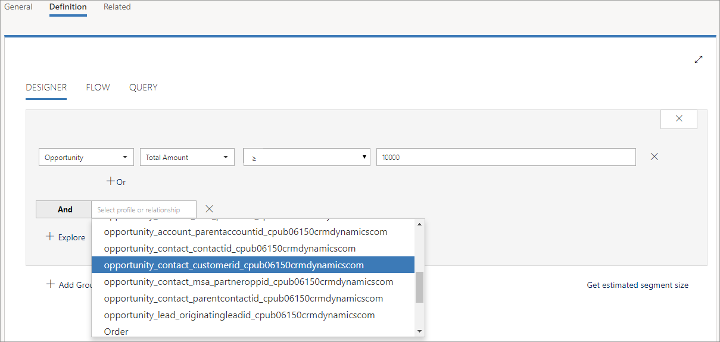 General Definition Related
DESIGNER FLOW QUERY
Opportunity Total Amount ≥ 10000
+ Or
And Select profile or relationship
+ Explore
opportunity_account_parentaccountid_cpub06150crmdynamicscom
opportunity_contact_contactid_cpub06150crmdynamicscom
opportunity_contact_customerid_cpub06150crmdynamicscom
opportunity_contact_msa_partneroppid_cpub06150crmdynamicscom
opportunity_contact_parentcontactid_cpub06150crmdynamicscom
opportunity_lead_originatingleadid_cpub06150crmdynamicscom
Order
+ Add Grou
Get estimated segment size